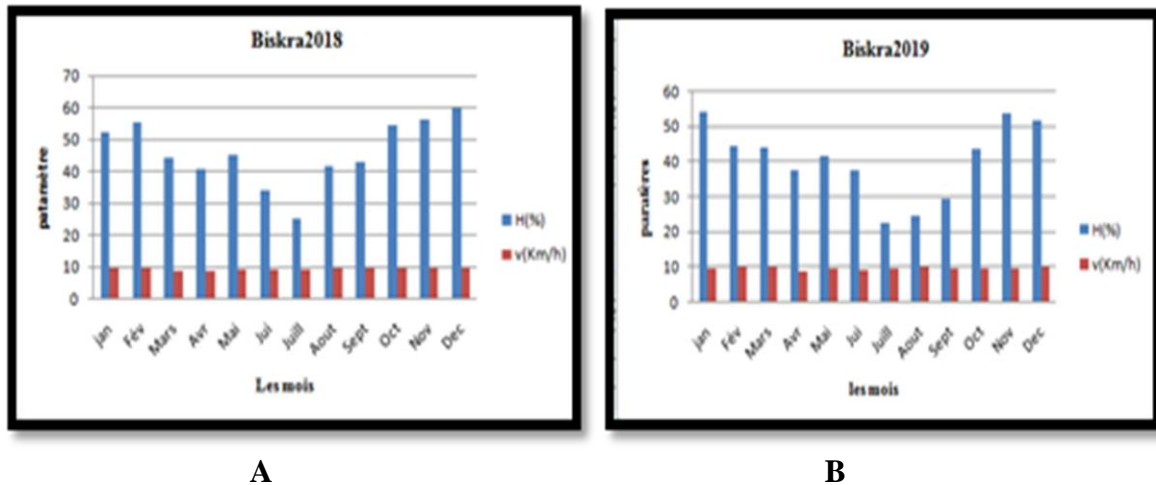 Biskra2018
70
60
50
40
30
20
10
0
patamètre
jan
Fév
Mars
Avr
Mai
Jui
Juill
Aout
Sept
Oct
Nov
Dec
Les mois
H(%)
v(Km/h)
A
Biskra2019
60
50
40
30
20
10
0
jan
Fév
Mars
Avr
Mai
Jui
Juill
Aout
Sept
Oct
Nov
Dec
les mois
H(%)
v(Km/h)
B